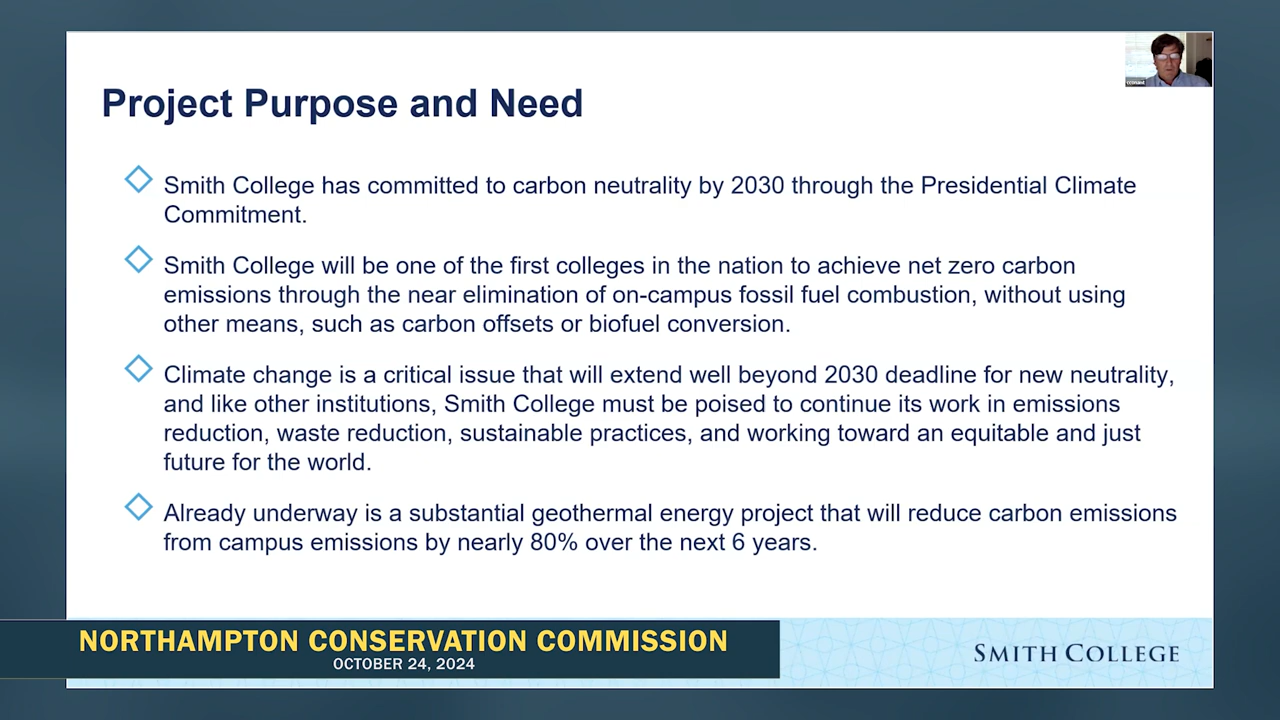 Project Purpose and Need
Smith College has committed to carbon neutrality by 2030 through the Presidential Climate
Commitment.
Smith College will be one of the first colleges in the nation to achieve net zero carbon
emissions through the near elimination of on-campus fossil fuel combustion, without using
other means, such as carbon offsets or biofuel conversion.
Climate change is a critical issue that will extend well beyond 2030 deadline for new neutrality,
and like other institutions, Smith College must be poised to continue its work in emissions
reduction, waste reduction, sustainable practices, and working toward an equitable and just
future for the world.
Already underway is a substantial geothermal energy project that will reduce carbon emissions
from campus emissions by nearly 80% over the next 6 years.
NORTHAMPTON CONSERVATION COMMISSION
OCTOBER 24, 2024
SMITH COLLEGE